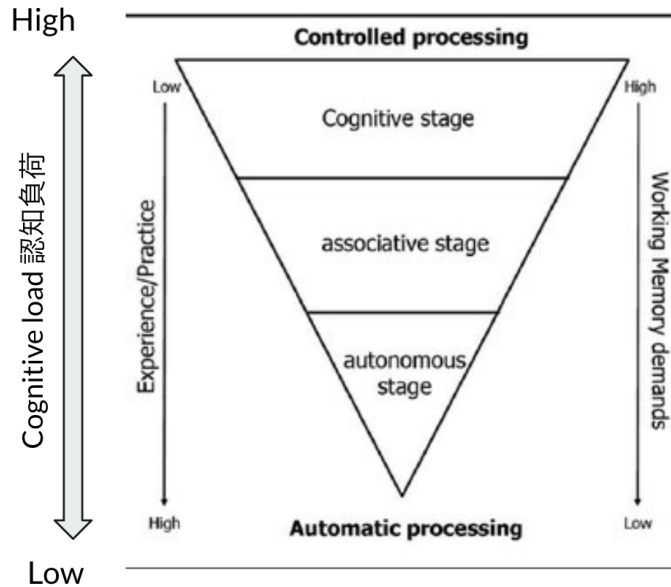 High
Controlled processing
Low
High
Cognitive stage
Cognitive load 認知負荷
Experience/Practice
associative stage
Working Memory demands
autonomous
stage
High
Automatic processing
Low
Low